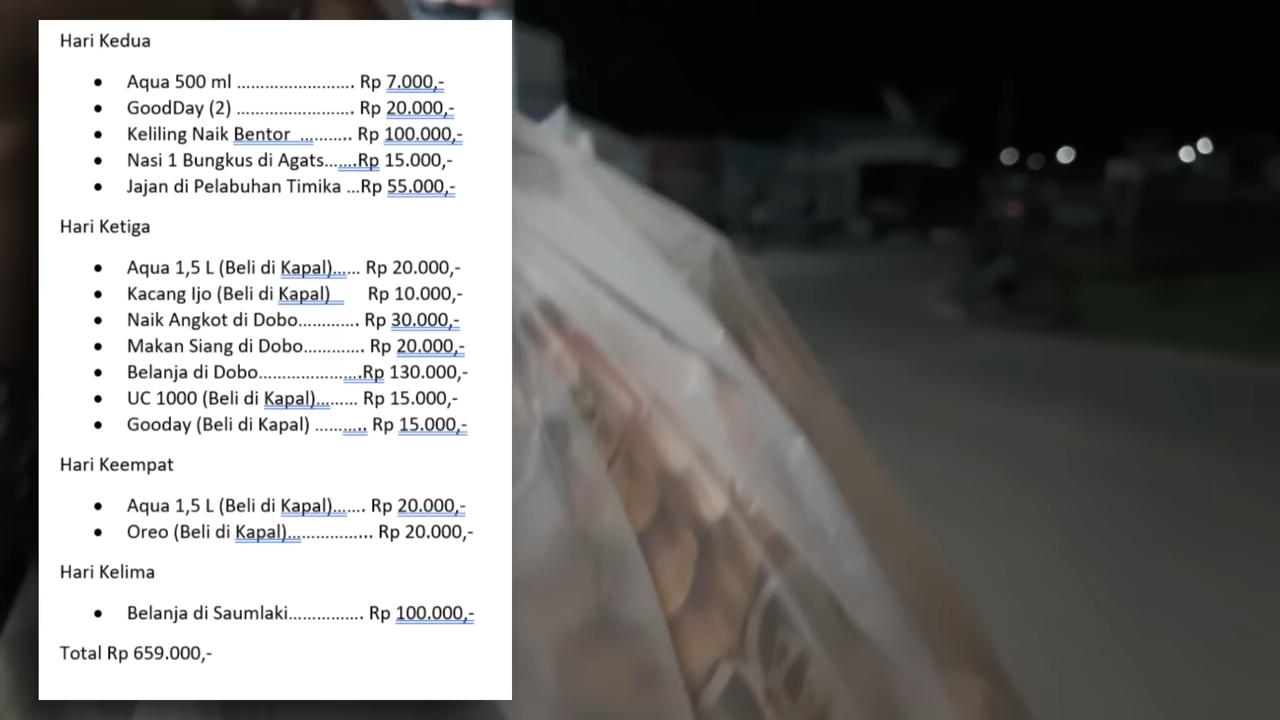 Hari Kedua
• Aqua 500 ml ........................ Rp 7.000,-
• GoodDay (2) ........................ Rp 20.000,-
• Keliling Naik Bentor ........... Rp 100.000,-
• Nasi 1 Bungkus di Agats.......Rp 15.000,-
• Jajan di Pelabuhan Timika ...Rp 55.000,-
Hari Ketiga
• Aqua 1,5 L (Beli di Kapal)...... Rp 20.000,-
• Kacang Ijo (Beli di Kapal) Rp 10.000,-
• Naik Angkot di Dobo............. Rp 30.000,-
• Makan Siang di Dobo............. Rp 20.000,-
• Belanja di Dobo.......................Rp 130.000,-
• UC 1000 (Beli di Kapal)......... Rp 15.000,-
• Gooday (Beli di Kapal) ........... Rp 15.000,-
Hari Keempat
• Aqua 1,5 L (Beli di Kapal)....... Rp 20.000,-
• Oreo (Beli di Kapal).................. Rp 20.000,-
Hari Kelima
• Belanja di Saumlaki................ Rp 100.000,-
Total Rp 659.000,-